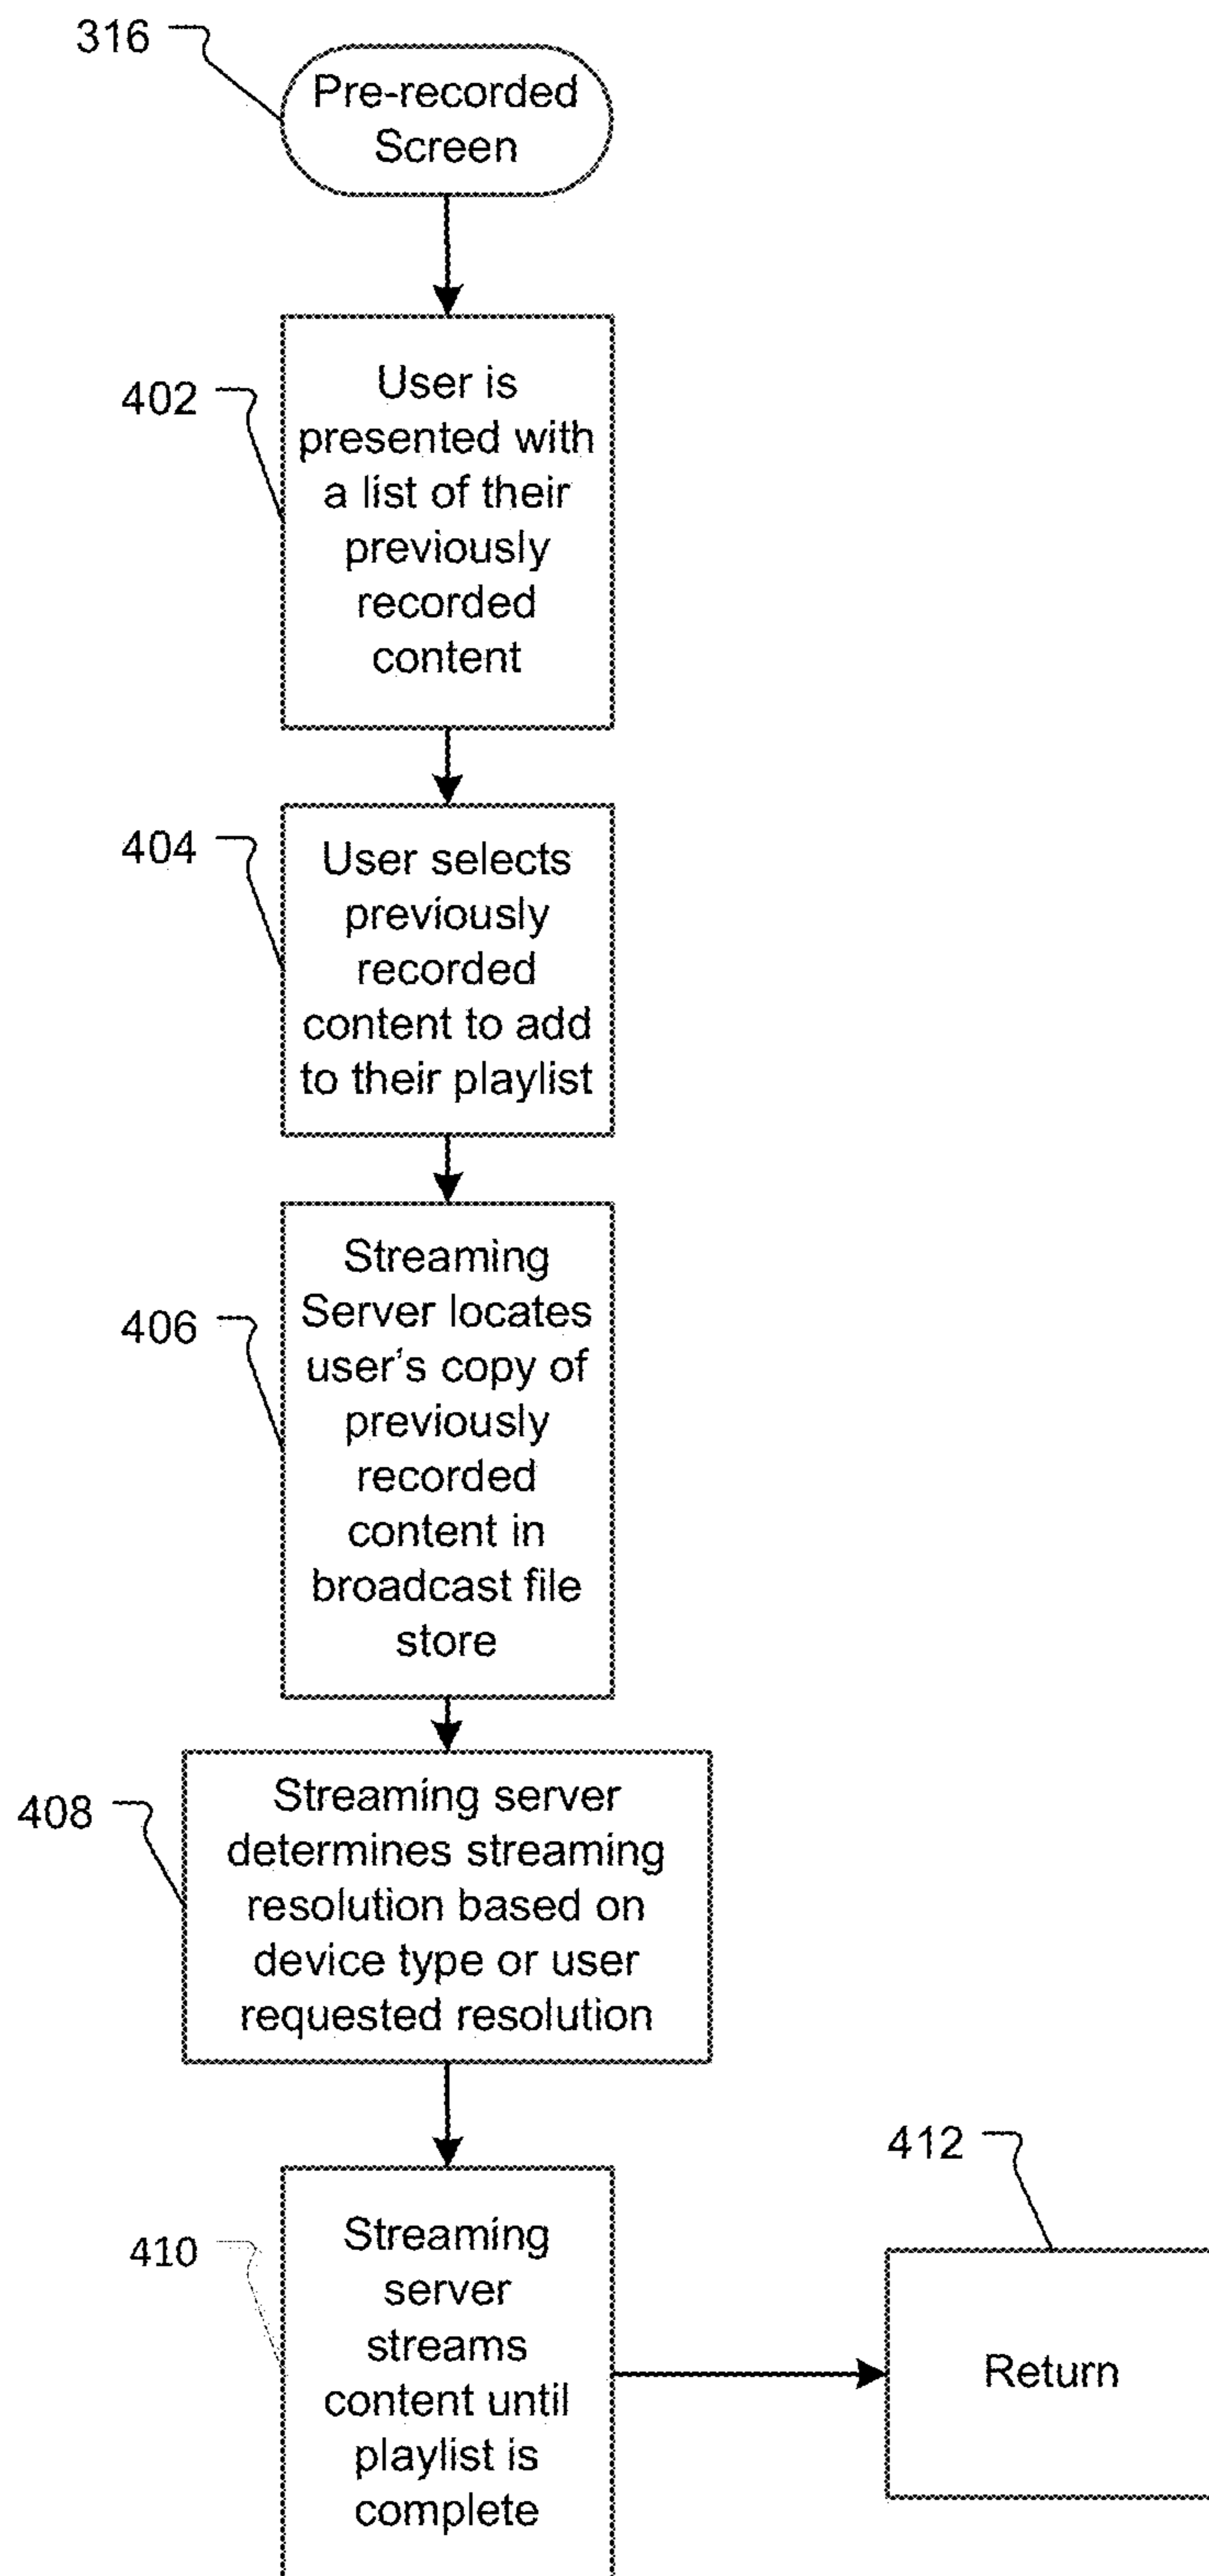 316
Pre-recorded
Screen
402
User is
presented with
a list of their
previously
recorded
content
404
User selects
previously
recorded
content to add
to their playlist
406
Streaming
Server locates
user's copy of
previously
recorded
content in
broadcast file
store
408
Streaming server
determines streaming
resolution based on
device type or user
requested resolution
410
Streaming
server
streams
content until
playlist is
complete
412
Return